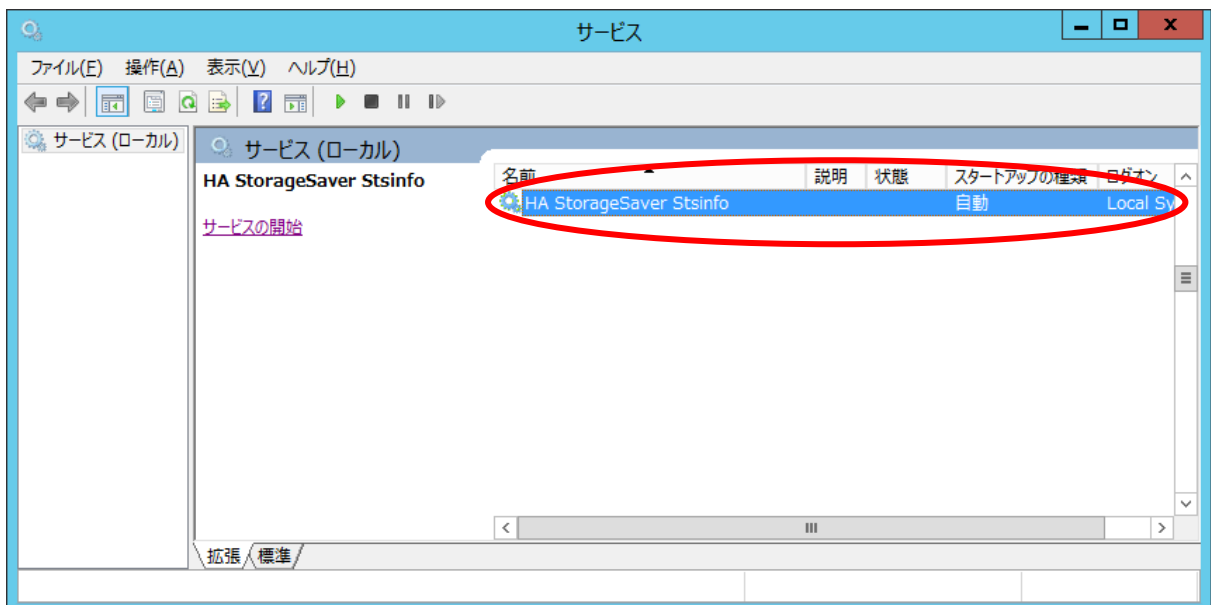 サービス
ファイル(F) 操作(A) 表示(V) ヘルプ(H)
サービス (ローカル)
サービス (ローカル)
HA StorageSaver Stsinfo
サービスの開始
名前 説明 状態 スタートアップの種類 ログオン
HA StorageSaver Stsinfo 自動 Local Sy
拡張 標準